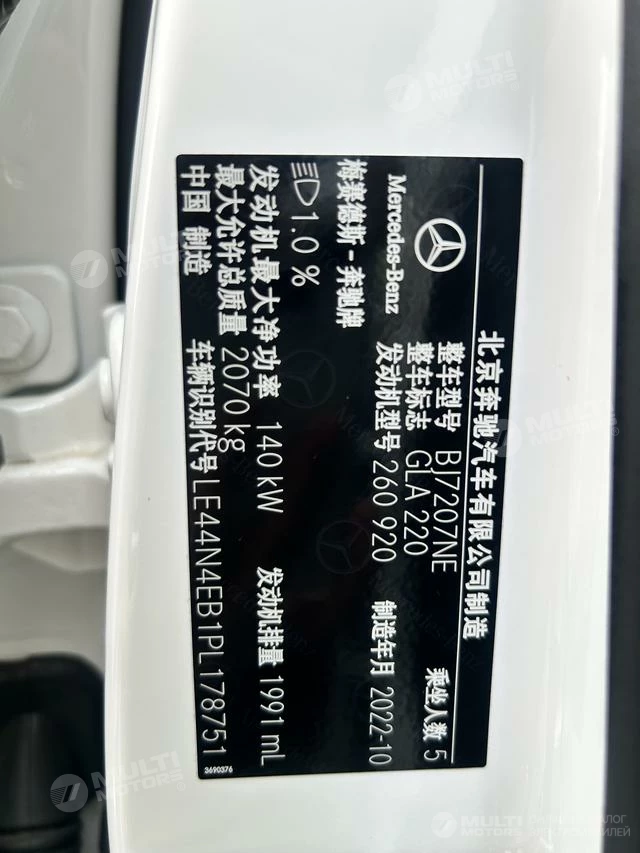 北京奔驰汽车有限公司制造
Mercedes-Benz
梅赛德斯-奔驰牌
整车型号 BJ7207NE
整车标志 GLA 220
乘坐人数 5
发动机型号 260 920
制造年月 2022-10
1.0 %
发动机最大净功率 140 kW
发动机排量 1991 mL
最大允许总质量 2070 kg
中国 制造
车辆识别代号 LE44N4EB1PL178751
3690376
MULTI
MOTORS